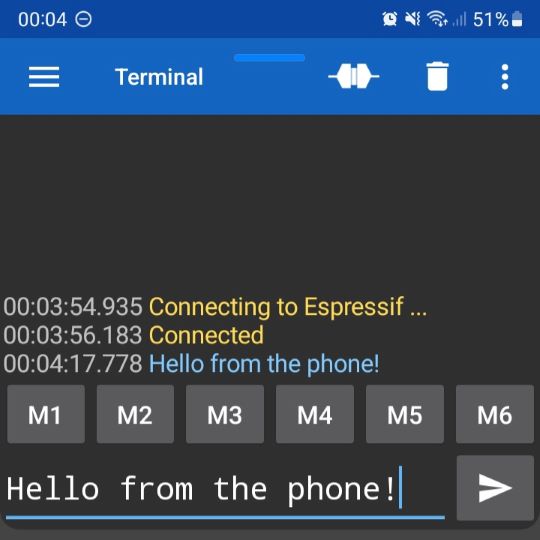 00:04 51%
Terminal
00:03:54.935 Connecting to Espressif ...
00:03:56.183 Connected
00:04:17.778 Hello from the phone!
M1 M2 M3 M4 M5 M6
Hello from the phone!